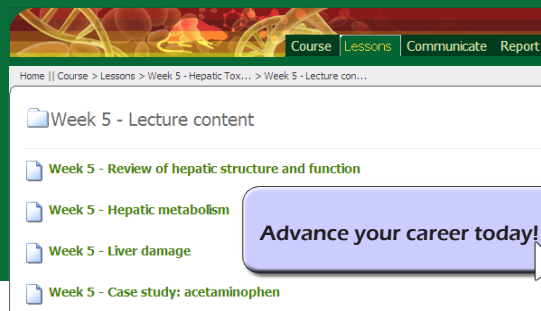 Course Lessons Communicate Report
Home || Course > Lessons > Week 5 - Hepatic Tox... > Week 5 - Lecture con...
Week 5 - Lecture content
Week 5 - Review of hepatic structure and function
Week 5 - Hepatic metabolism
Advance your career today!
Week 5 - Liver damage
Week 5 - Case study: acetaminophen